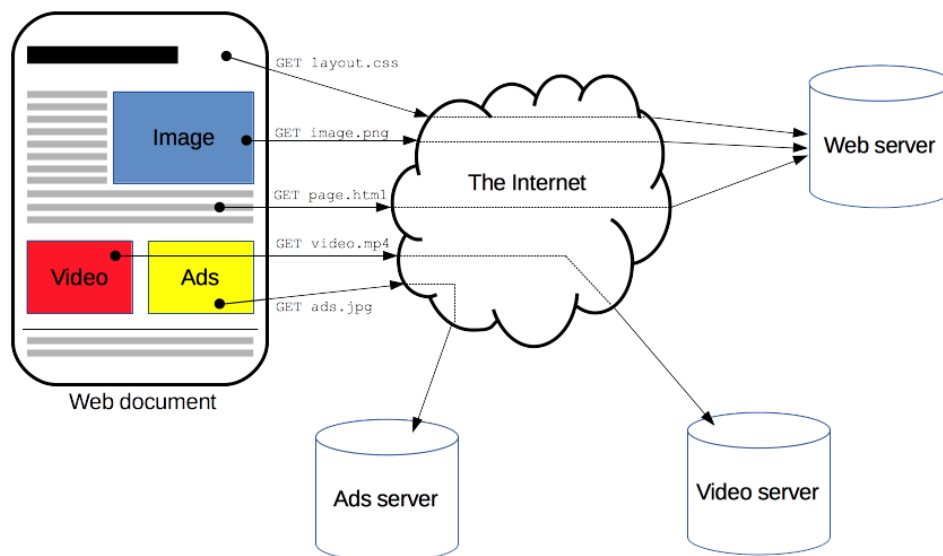 GET layout.css
Image
GET image.png
Web server
The Internet
GET page.html
GET video.mp4
Video
Ads
GET ads.jpg
Web document
Ads server
Video server